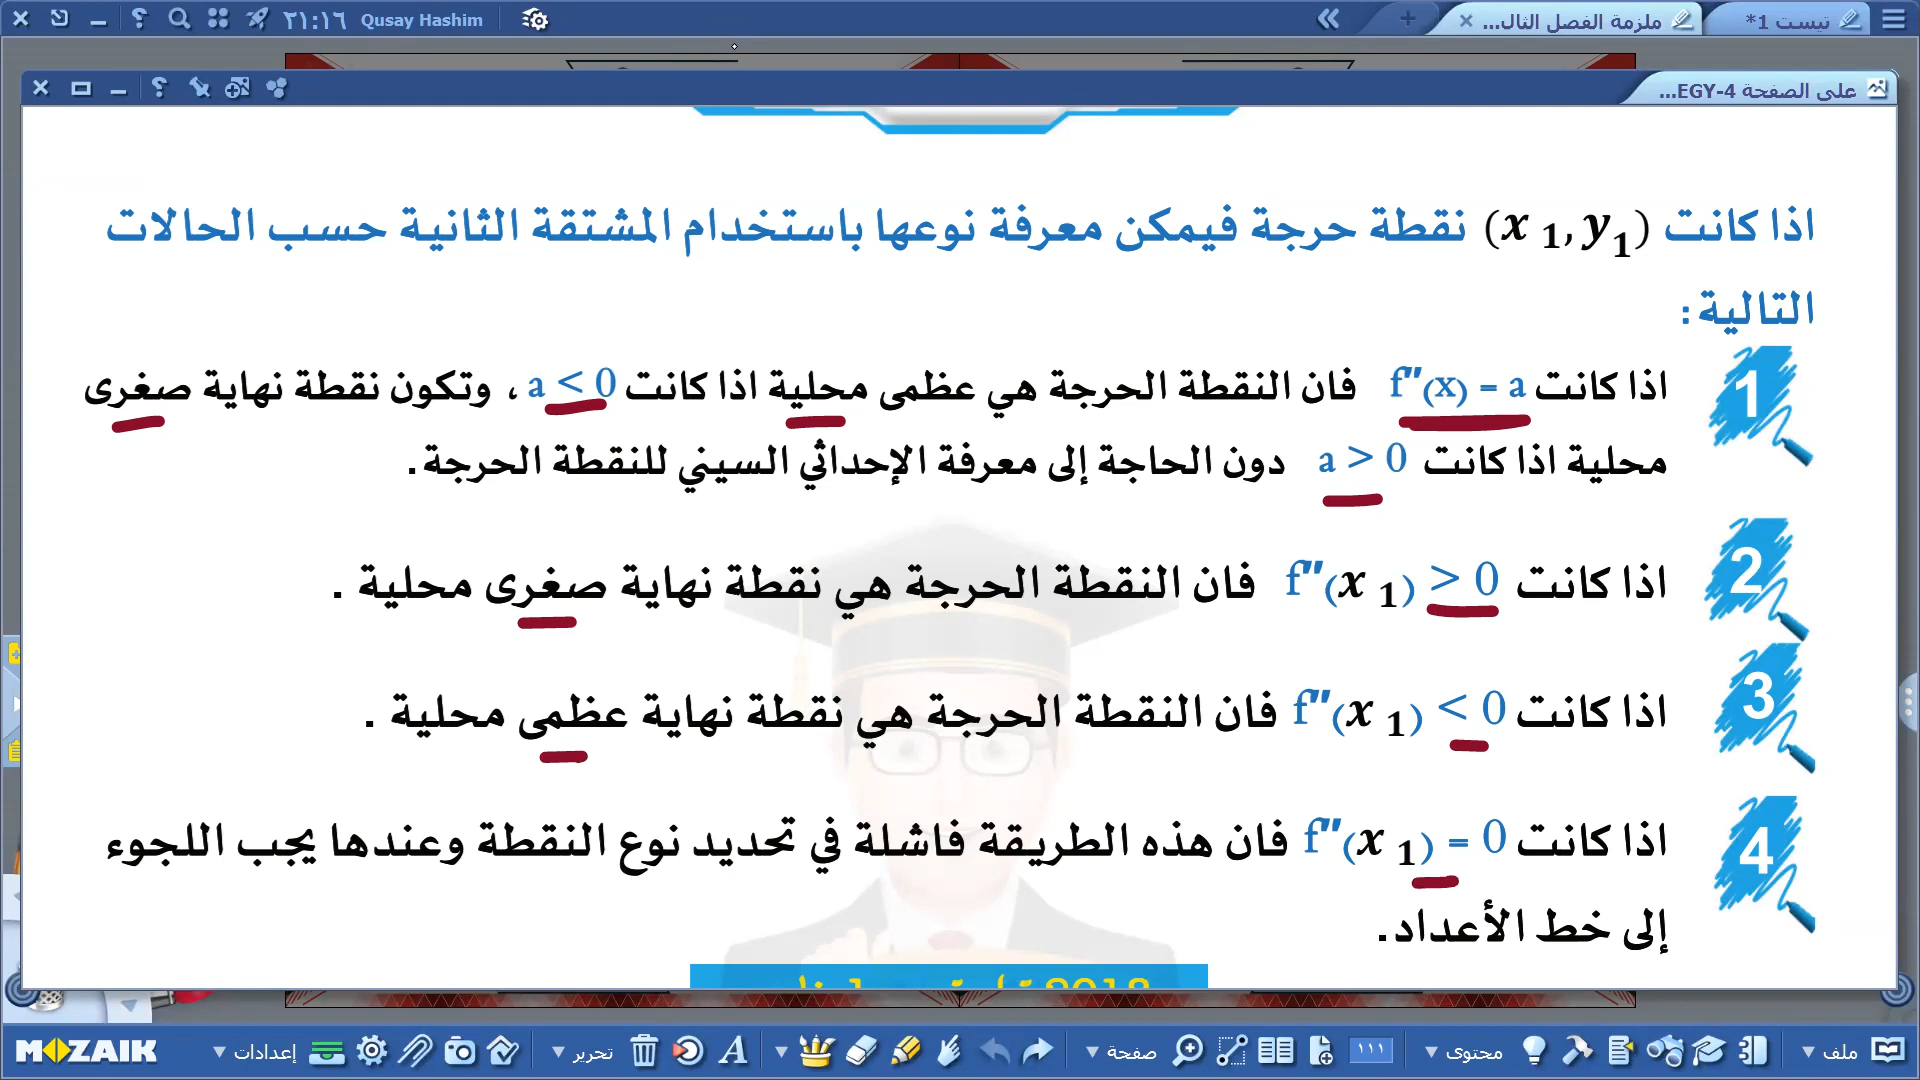 ملف
تيست 1*
ملزمة الفصل الثال...
Qusay Hashim
٢١:١٦
على الصفحة EGY-4...
اذا كانت (x 1, y1) نقطة حرجة فيمكن معرفة نوعها باستخدام المشتقة الثانية حسب الحالات
التالية :
1
اذا كانت f″(x) = a فان النقطة الحرجة هي عظمى محلية اذا كانت a < 0 ، وتكون نقطة نهاية صغرى
محلية اذا كانت a > 0 دون الحاجة إلى معرفة الإحداثي السيني للنقطة الحرجة.
2
اذا كانت f″(x 1) > 0 فان النقطة الحرجة هي نقطة نهاية صغرى محلية .
3
اذا كانت f″(x 1) < 0 فان النقطة الحرجة هي نقطة نهاية عظمى محلية .
4
اذا كانت f″(x 1) = 0 فان هذه الطريقة فاشلة في تحديد نوع النقطة وعندها يجب اللجوء
إلى خط الأعداد.
محتوى
١١١
صفحة
تحرير
إعدادات
MOZAIK